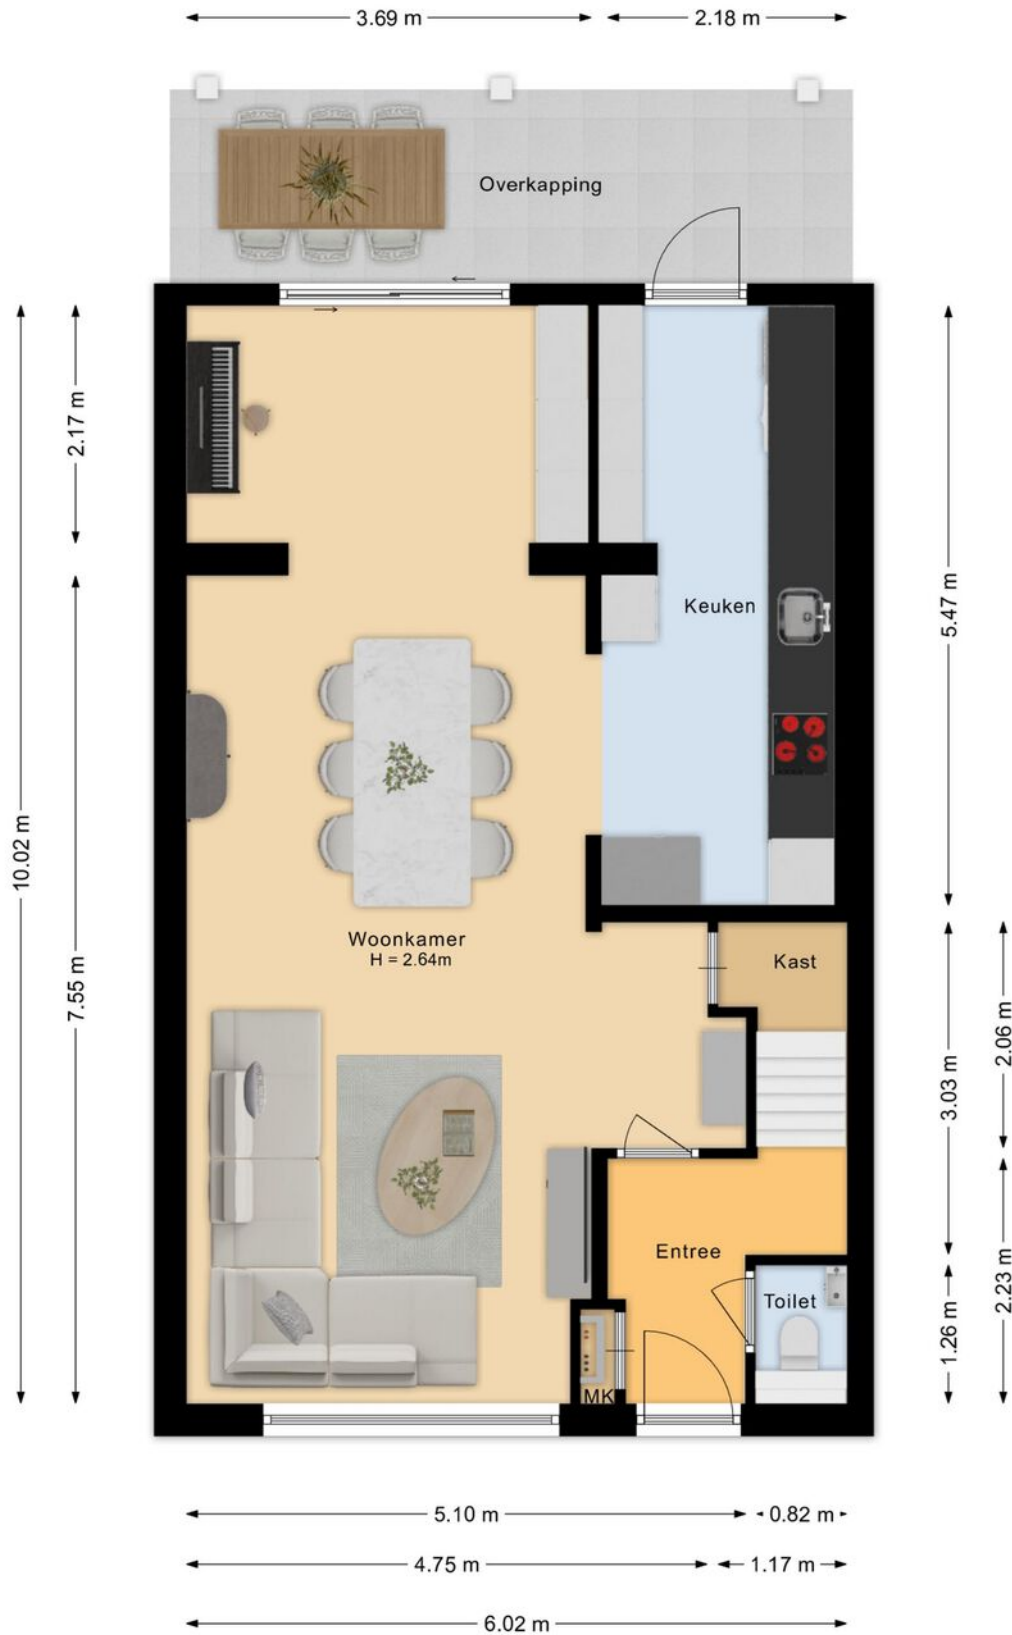 3.69 m
2.18 m
Overkapping
2.17 m
5.47 m
Keuken
10.02 m
7.55 m
Woonkamer
H = 2.64m
Kast
3.03 m
2.06 m
Entree
Toilet
1.26 m
2.23 m
MK
5.10 m
0.82 m
4.75 m
1.17 m
6.02 m